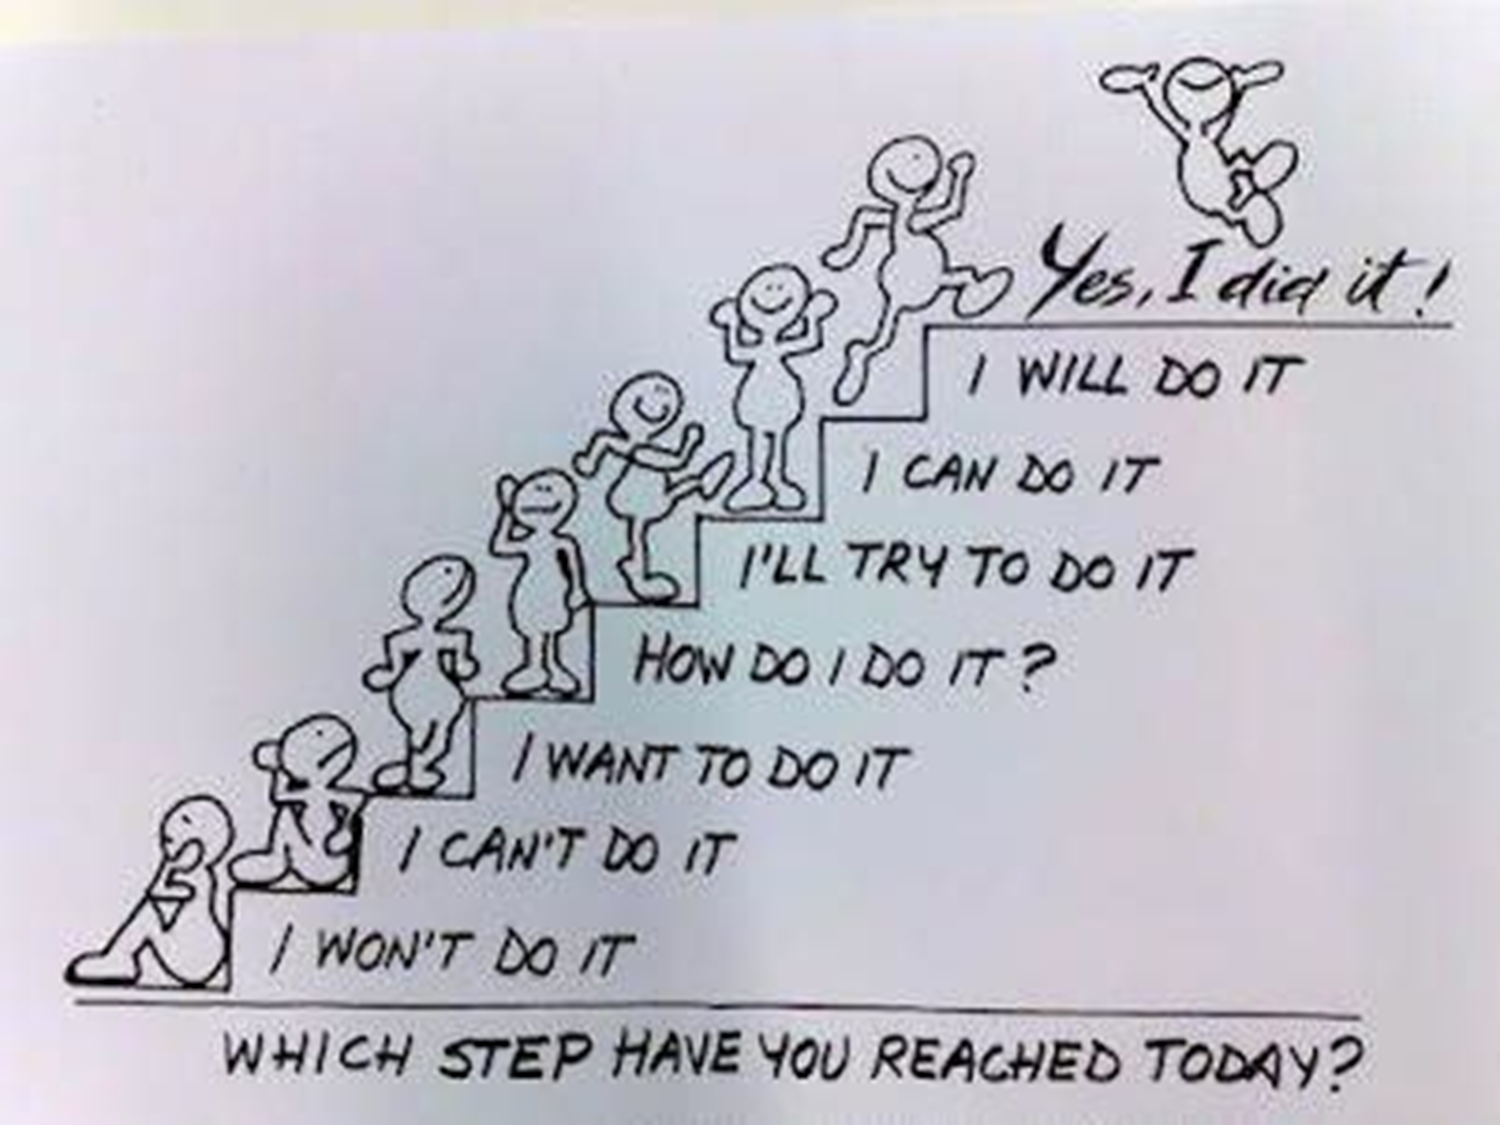 Yes, I did it!
I WILL DO IT
I CAN DO IT
I'LL TRY TO DO IT
HOW DO I DO IT?
I WANT TO DO IT
I CAN'T DO IT
I WON'T DO IT
WHICH STEP HAVE YOU REACHED TODAY?